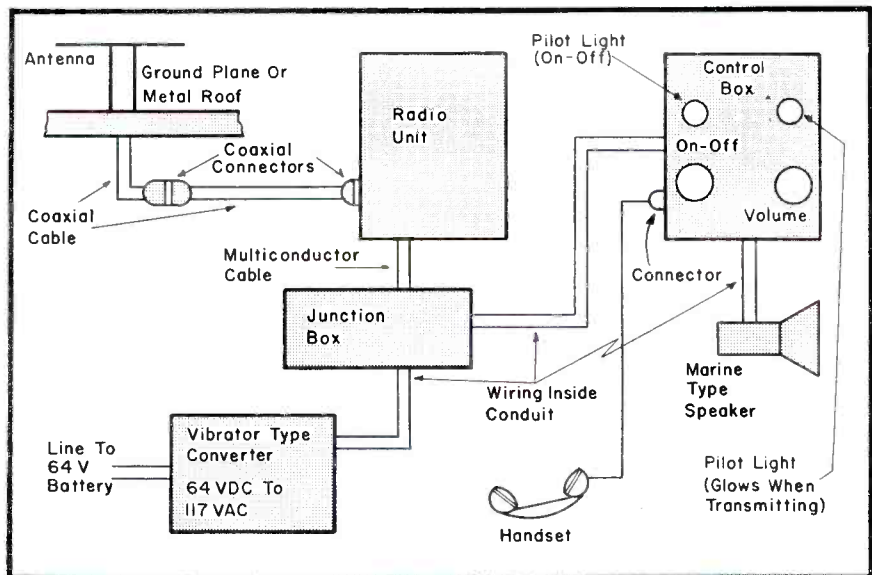 Antenna
Ground Plane Or
Metal Roof
Coaxial
Connectors
Coaxial
Cable
Radio
Unit
Multiconductor
Cable
Junction
Box
Vibrator Type
Converter
64 VDC To
117 VAC
Line To
64 V
Battery
Wiring Inside
Conduit
Handset
Pilot Light
(On-Off)
Control
Box
On-Off
Volume
Connector
Marine
Type
Speaker
Pilot Light
(Glows When
Transmitting)